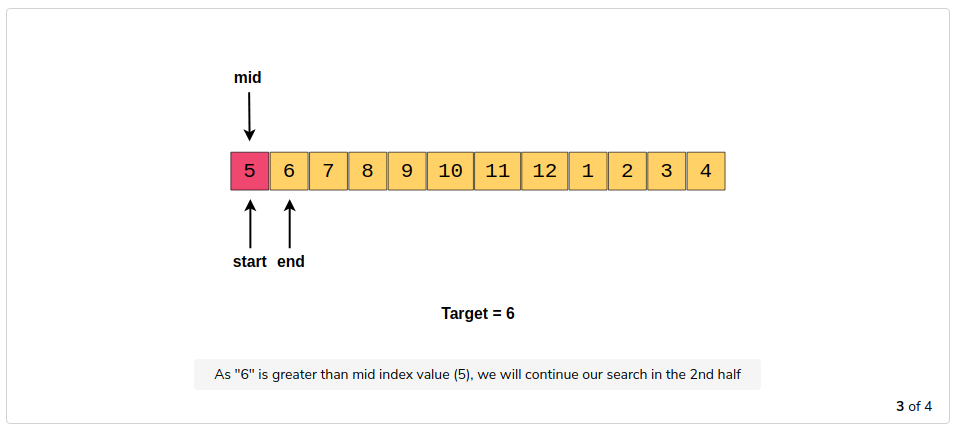 mid
5 6 7 8 9 10 11 12 1 2 3 4
start end
Target = 6
As "6" is greater than mid index value (5), we will continue our search in the 2nd half
3 of 4